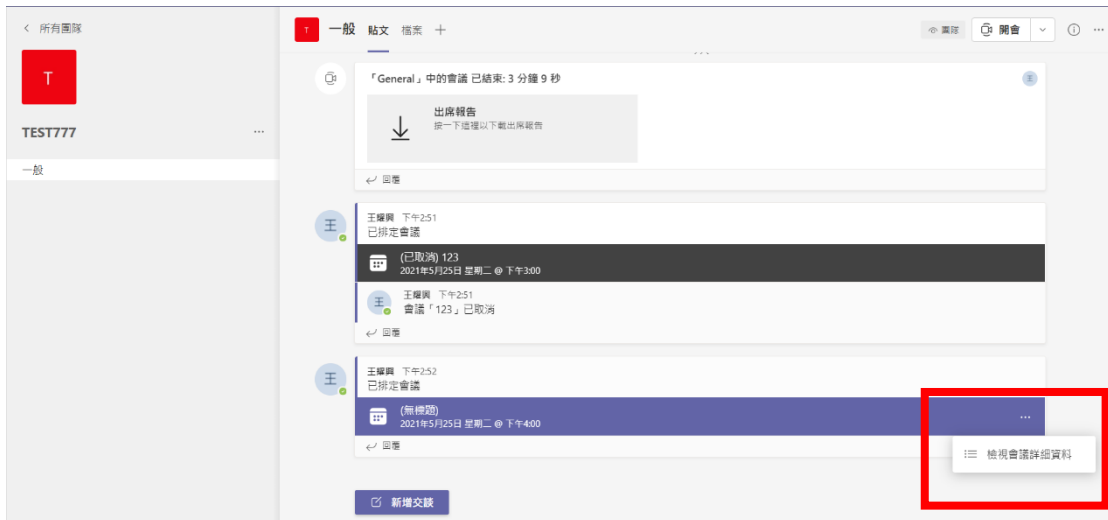 所有團隊
T
TEST777
...
一般
T
一般 貼文 檔案 +
團隊
開會
...
「General」中的會議 已結束: 3 分鐘 9 秒
王
出席報告
按一下這裡以下載出席報告
回覆
王
王耀興 下午2:51
已排定會議
(已取消) 123
2021年5月25日 星期二 @ 下午3:00
王
王耀興 下午2:51
會議「123」已取消
回覆
王
王耀興 下午2:52
已排定會議
(無標題)
2021年5月25日 星期二 @ 下午4:00
...
回覆
檢視會議詳細資料
新增交談